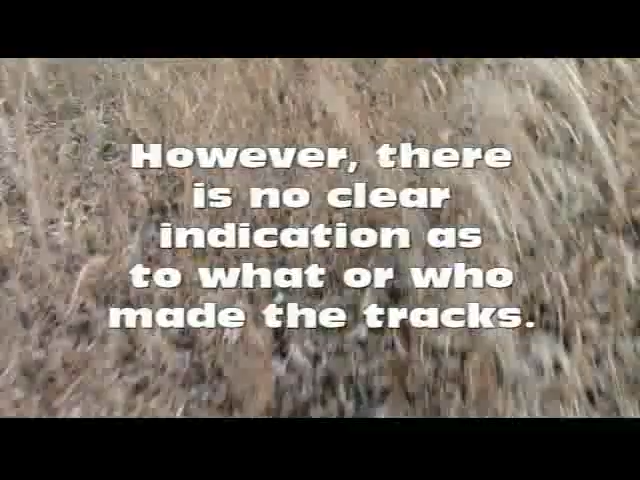 However, there
is no clear
indication as
to what or who
made the tracks.